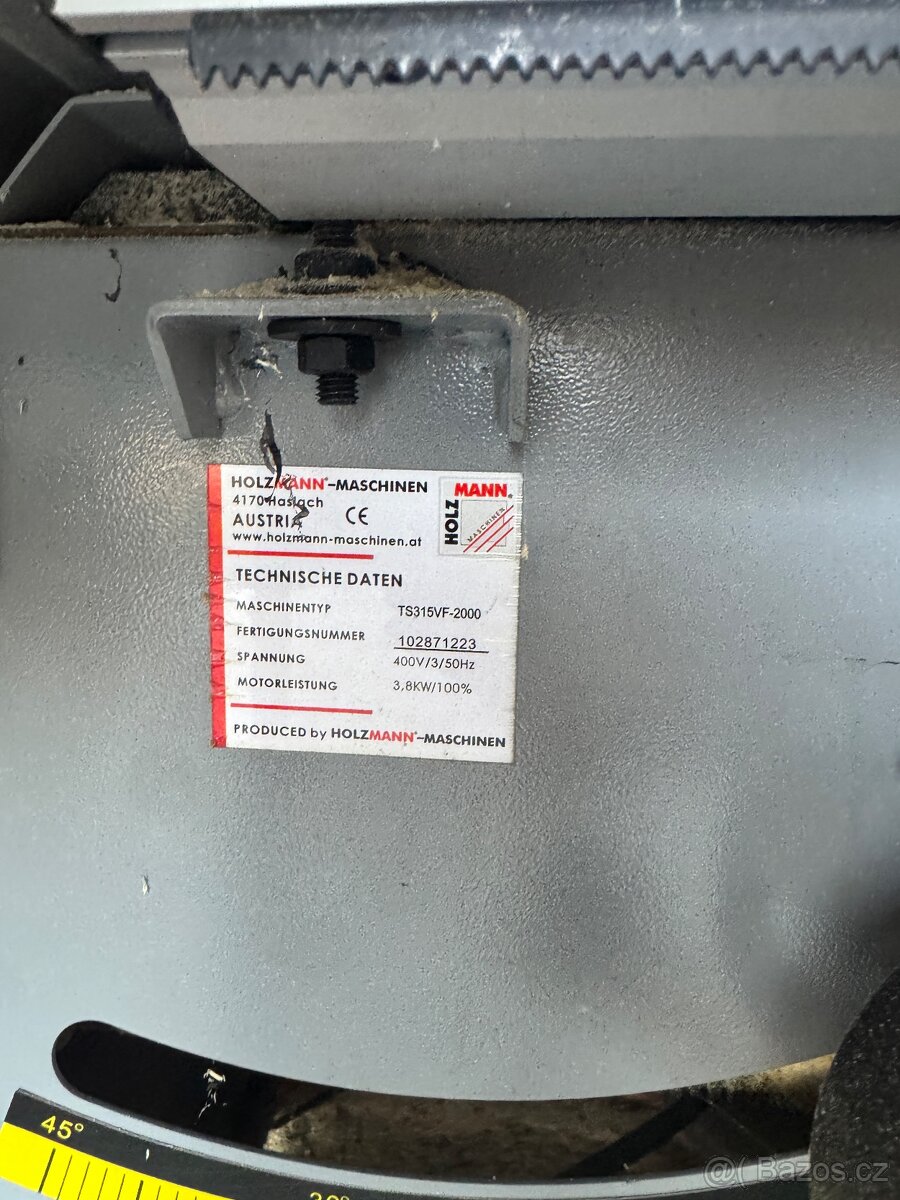 HOLZMANN®-MASCHINEN
4170 Haslach
AUSTRIA CE
www.holzmann-maschinen.at
HOLZ MANN®
MASCHINEN
TECHNISCHE DATEN
MASCHINENTYP TS315VF-2000
FERTIGUNGSNUMMER 102871223
SPANNUNG 400V/3/50Hz
MOTORLEISTUNG 3,8KW/100%
PRODUCED by HOLZMANN®-MASCHINEN
45°
30°
@( Bazos.cz